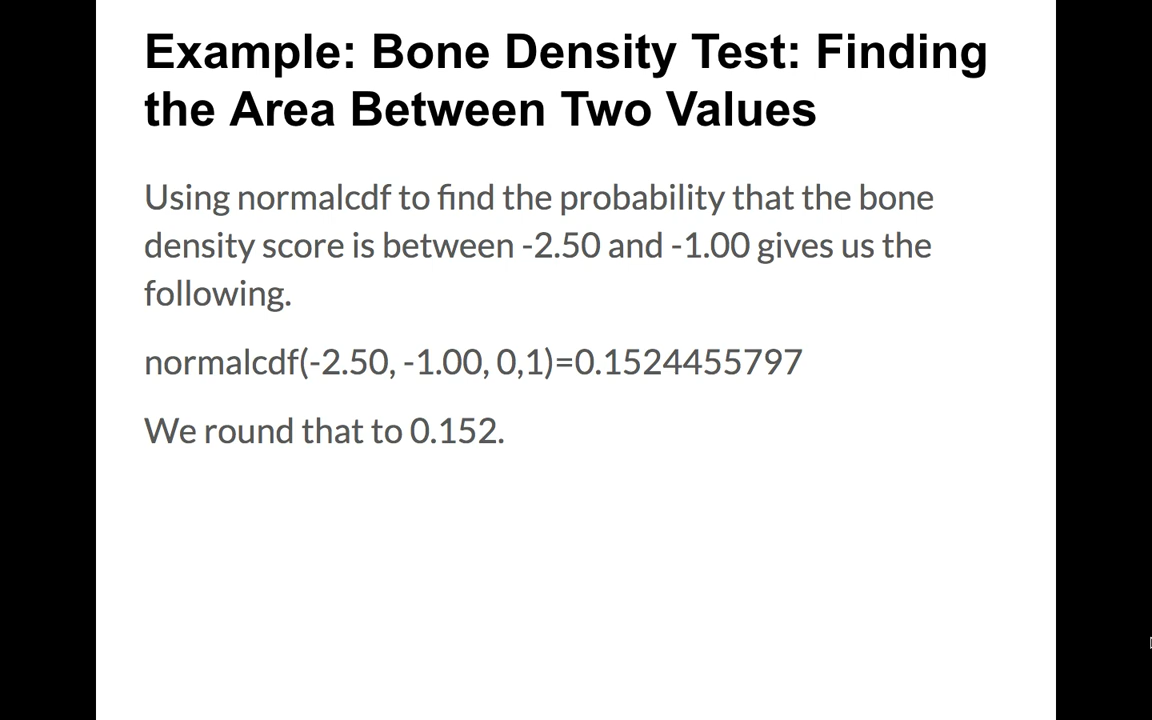 Example: Bone Density Test: Finding
the Area Between Two Values
Using normalcdf to find the probability that the bone
density score is between -2.50 and -1.00 gives us the
following.
normalcdf(-2.50, -1.00, 0,1)=0.1524455797
We round that to 0.152.